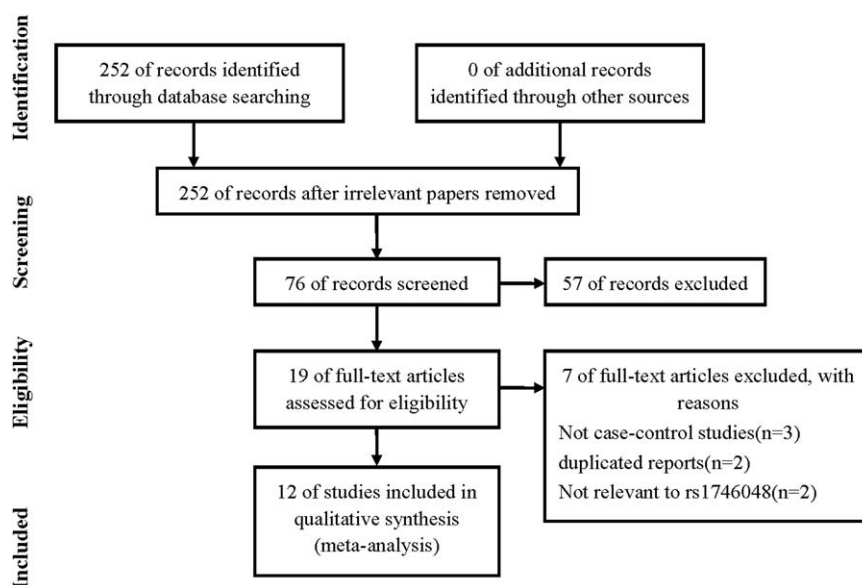 Identification
252 of records identified
through database searching
0 of additional records
identified through other sources
252 of records after irrelevant papers removed
Screening
76 of records screened
57 of records excluded
Eligibility
19 of full-text articles
assessed for eligibility
7 of full-text articles excluded, with
reasons
Not case-control studies(n=3)
duplicated reports(n=2)
Not relevant to rs1746048(n=2)
Included
12 of studies included in
qualitative synthesis
(meta-analysis)